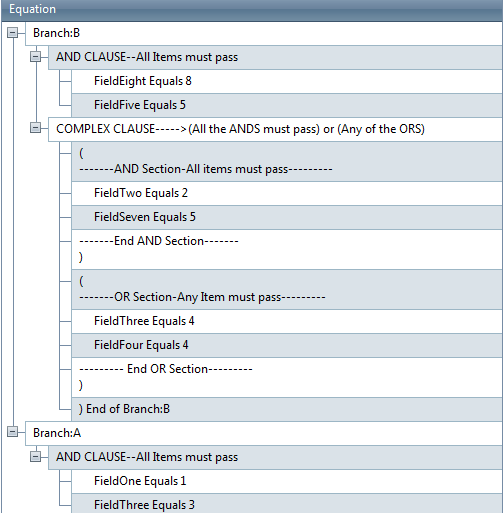 Equation
Branch:B
AND CLAUSE--All Items must pass
FieldEight Equals 8
FieldFive Equals 5
COMPLEX CLAUSE----->(All the ANDS must pass) or (Any of the ORS)
(
-------AND Section-All items must pass----------
FieldTwo Equals 2
FieldSeven Equals 5
-------End AND Section-------
)
(
-------OR Section-Any Item must pass---------
FieldThree Equals 4
FieldFour Equals 4
--------- End OR Section---------
)
) End of Branch:B
Branch:A
AND CLAUSE--All Items must pass
FieldOne Equals 1
FieldThree Equals 3